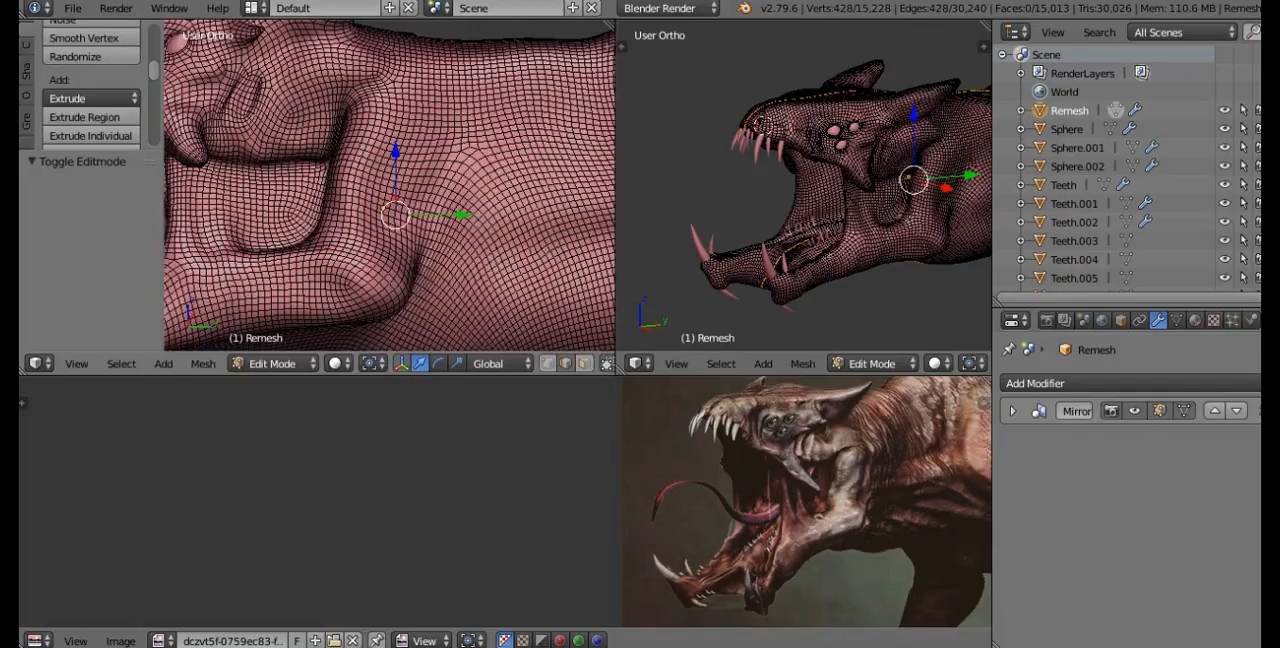 File Render Window Help Default Scene Blender Render v2.79.6 | Verts:428/15,228 | Edges:428/30,240 | Faces:0/15,013 | Tris:30,026 | Mem: 110.6 MB | Remesh
Smooth Vertex
Randomize
Add:
Extrude
Extrude Region
Extrude Individual
Toggle Editmode
User Ortho
(1) Remesh
View Select Add Mesh Edit Mode Global
User Ortho
(1) Remesh
View Select Add Mesh Edit Mode
View Image dczvt5f-0759ec83-f.. F View
View Search All Scenes
Scene
RenderLayers
World
Remesh
Sphere
Sphere.001
Sphere.002
Teeth
Teeth.001
Teeth.002
Teeth.003
Teeth.004
Teeth.005
Remesh
Add Modifier
Mirror